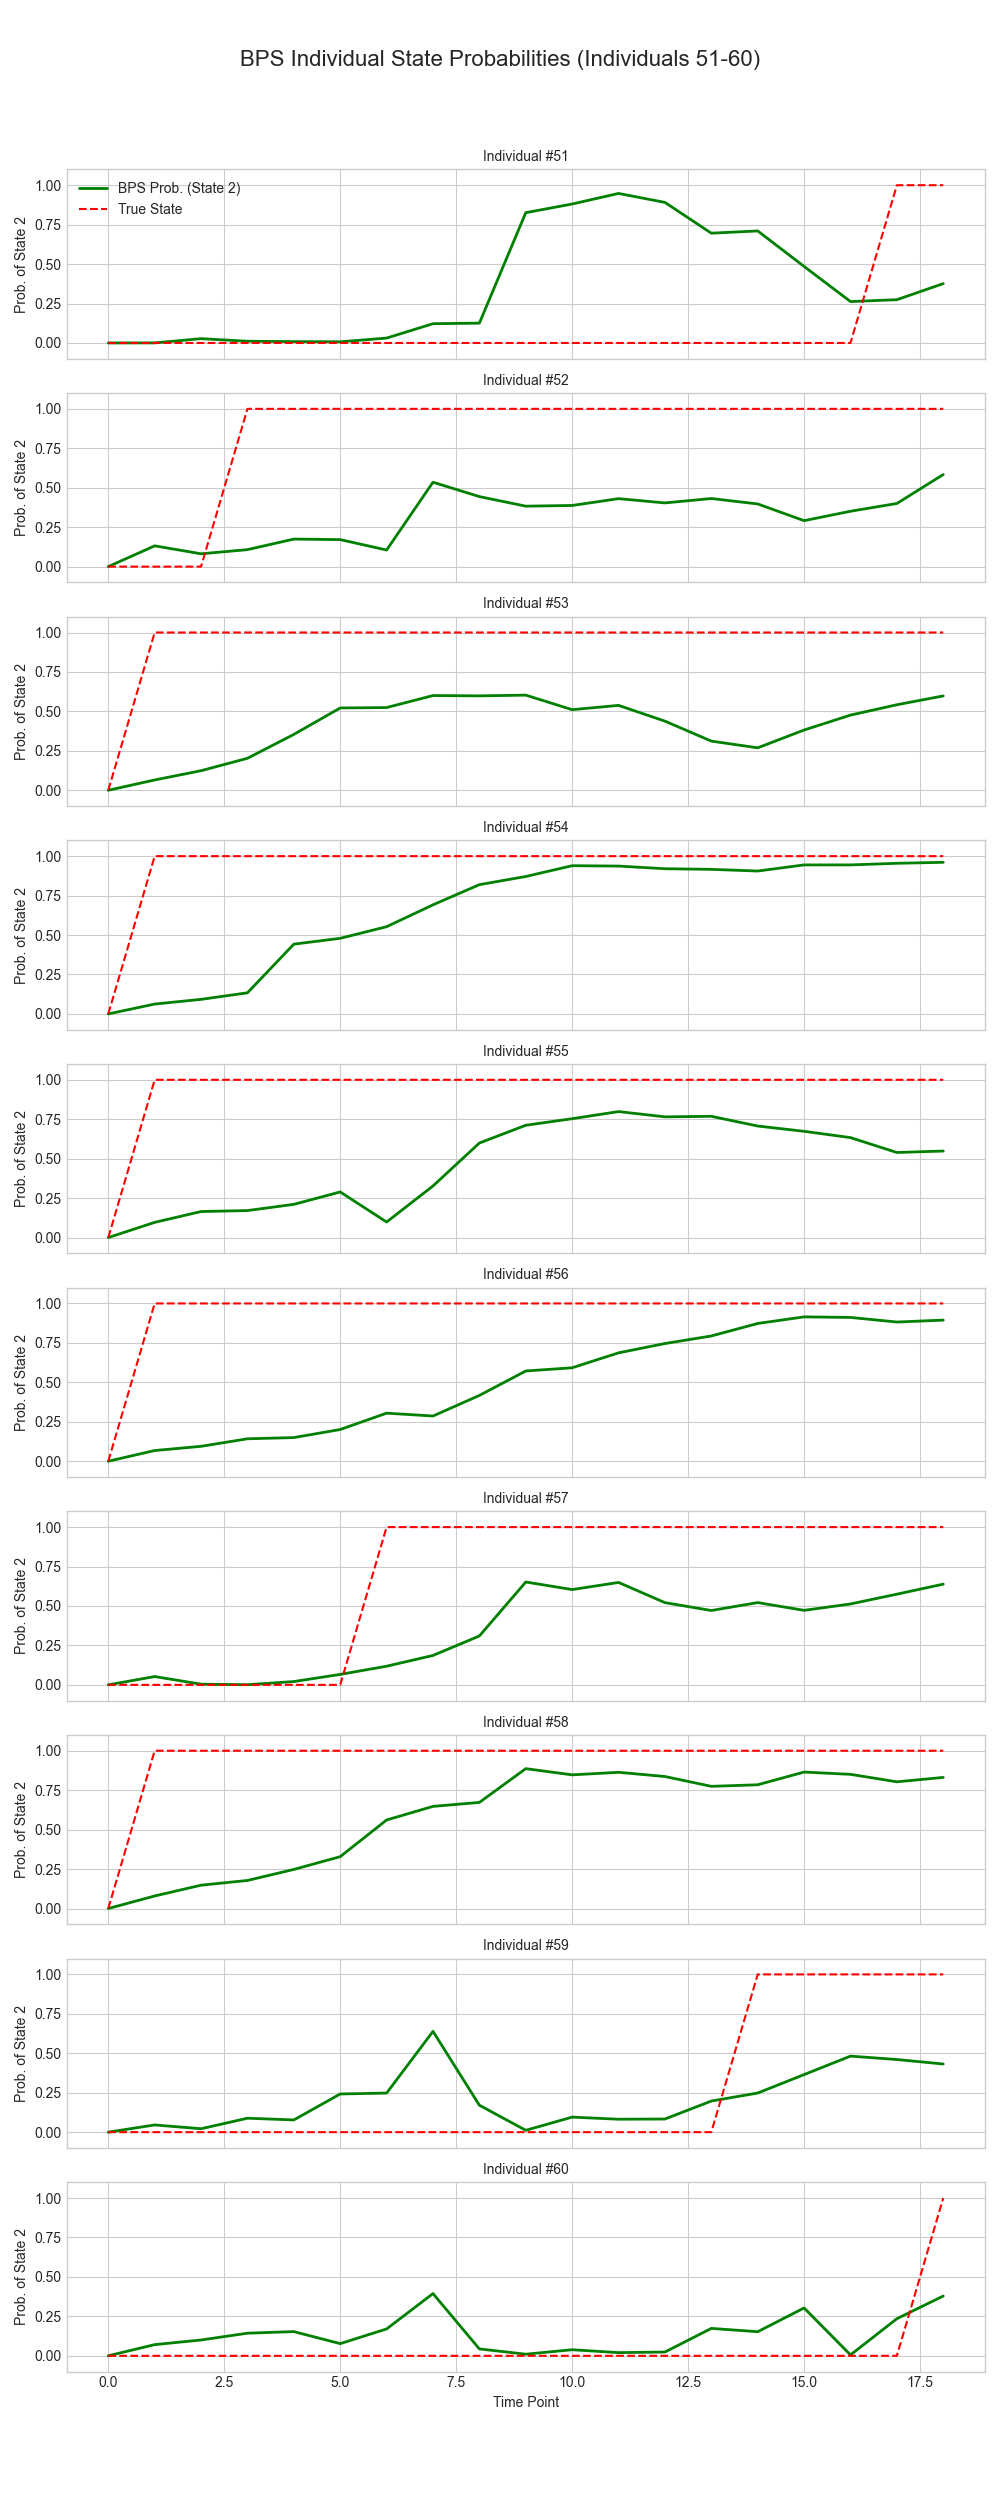 BPS Individual State Probabilities (Individuals 51-60)
Individual #51
BPS Prob. (State 2)
True State
Prob. of State 2
1.00
0.75
0.50
0.25
0.00
Individual #52
Prob. of State 2
1.00
0.75
0.50
0.25
0.00
Individual #53
Prob. of State 2
1.00
0.75
0.50
0.25
0.00
Individual #54
Prob. of State 2
1.00
0.75
0.50
0.25
0.00
Individual #55
Prob. of State 2
1.00
0.75
0.50
0.25
0.00
Individual #56
Prob. of State 2
1.00
0.75
0.50
0.25
0.00
Individual #57
Prob. of State 2
1.00
0.75
0.50
0.25
0.00
Individual #58
Prob. of State 2
1.00
0.75
0.50
0.25
0.00
Individual #59
Prob. of State 2
1.00
0.75
0.50
0.25
0.00
Individual #60
Prob. of State 2
1.00
0.75
0.50
0.25
0.00
0.0 2.5 5.0 7.5 10.0 12.5 15.0 17.5
Time Point